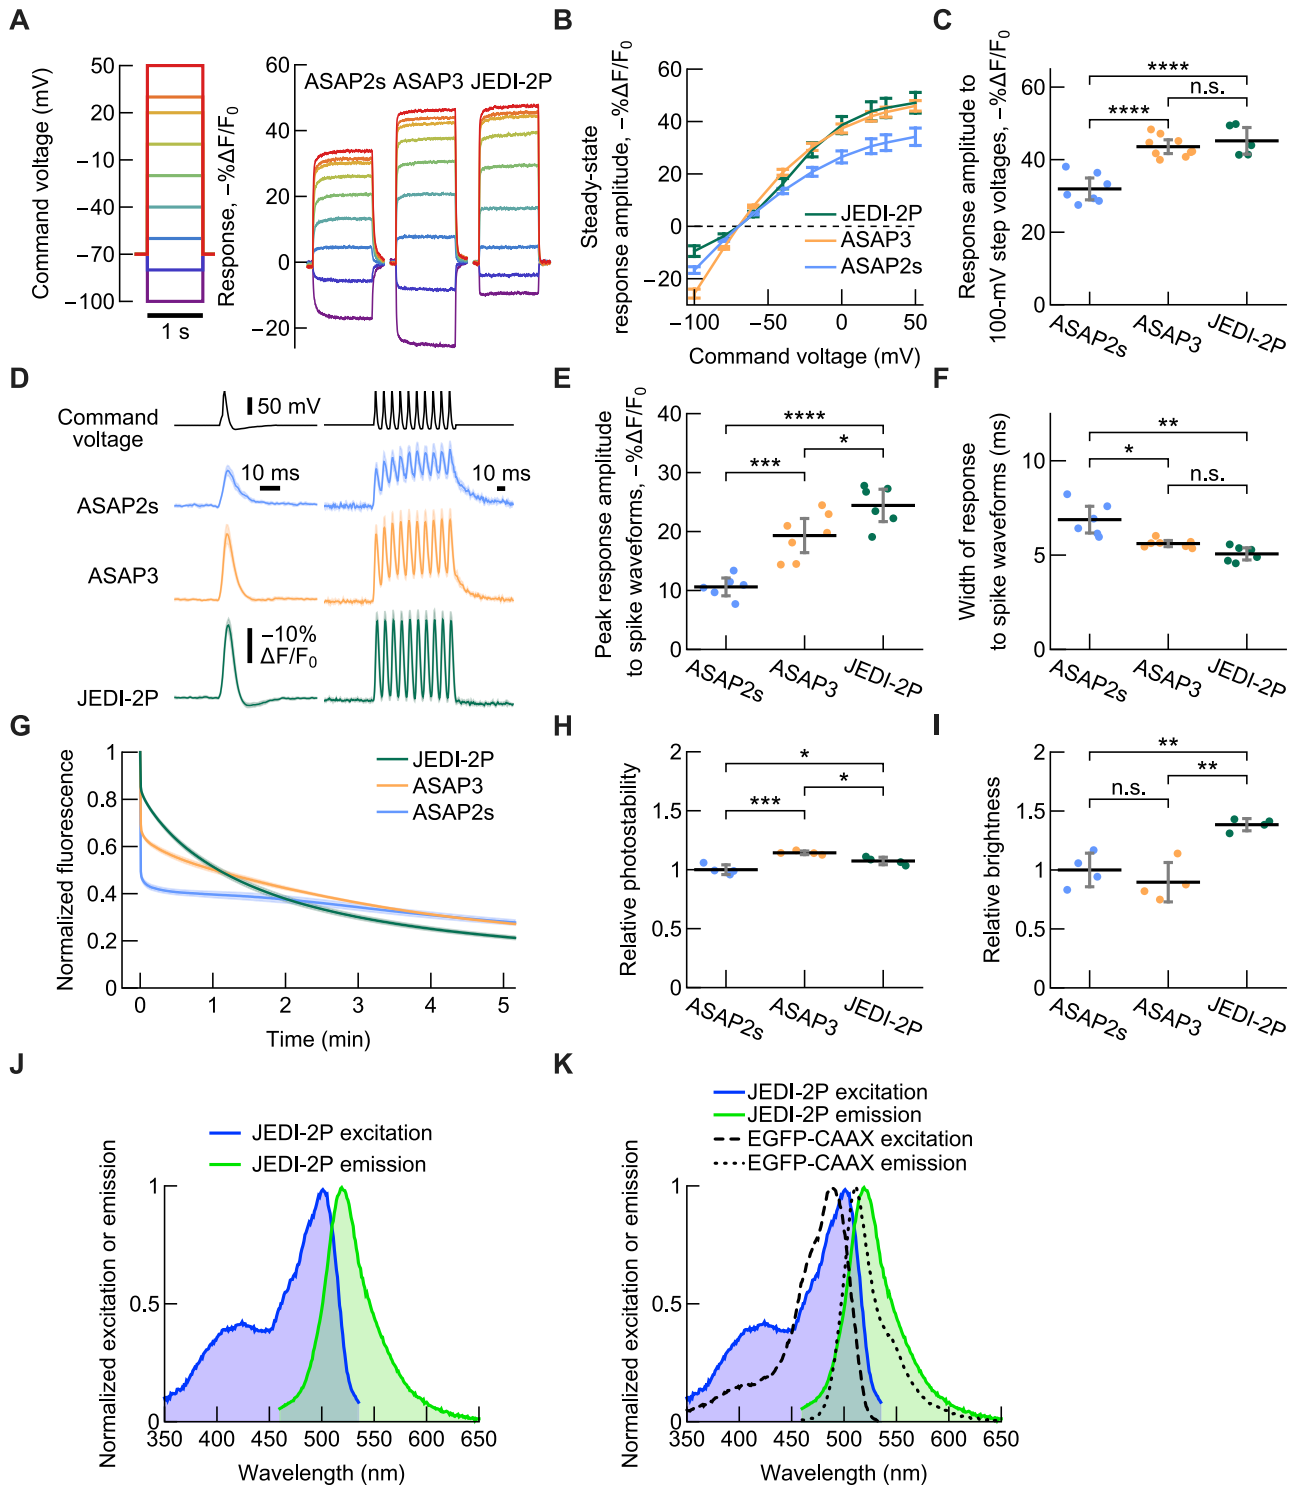 A
Command voltage (mV)
50
20
−10
−40
−70
−100
1 s
Response, −%ΔF/F0
60
40
20
0
−20
ASAP2s ASAP3 JEDI-2P
B
Steady-state
response amplitude, −%ΔF/F0
60
40
20
0
−20
JEDI-2P
ASAP3
ASAP2s
−100 −50 0 50
Command voltage (mV)
C
Response amplitude to
100-mV step voltages, −%ΔF/F0
60
40
20
0
****
n.s.
****
ASAP2s ASAP3 JEDI-2P
D
Command
voltage
50 mV
10 ms
10 ms
ASAP2s
ASAP3
−10%
ΔF/F0
JEDI-2P
E
Peak response amplitude
to spike waveforms, −%ΔF/F0
40
30
20
10
0
****
*
***
ASAP2s ASAP3 JEDI-2P
F
Width of response
to spike waveforms (ms)
10
5
0
**
*
n.s.
ASAP2s ASAP3 JEDI-2P
G
Normalized fluorescence
1
0.8
0.6
0.4
0.2
0
JEDI-2P
ASAP3
ASAP2s
0 1 2 3 4 5
Time (min)
H
Relative photostability
2
1.5
1
0.5
0
*
*
***
ASAP2s ASAP3 JEDI-2P
I
Relative brightness
2
1.5
1
0.5
0
**
**
n.s.
ASAP2s ASAP3 JEDI-2P
J
Normalized excitation or emission
JEDI-2P excitation
JEDI-2P emission
1
0.5
0
350 400 450 500 550 600 650
Wavelength (nm)
K
Normalized excitation or emission
JEDI-2P excitation
JEDI-2P emission
EGFP-CAAX excitation
EGFP-CAAX emission
1
0.5
0
350 400 450 500 550 600 650
Wavelength (nm)